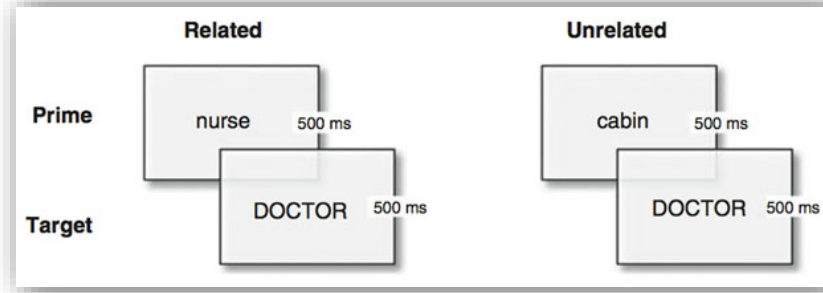 Related
Unrelated
Prime
nurse
500 ms
cabin
500 ms
Target
DOCTOR
500 ms
DOCTOR
500 ms